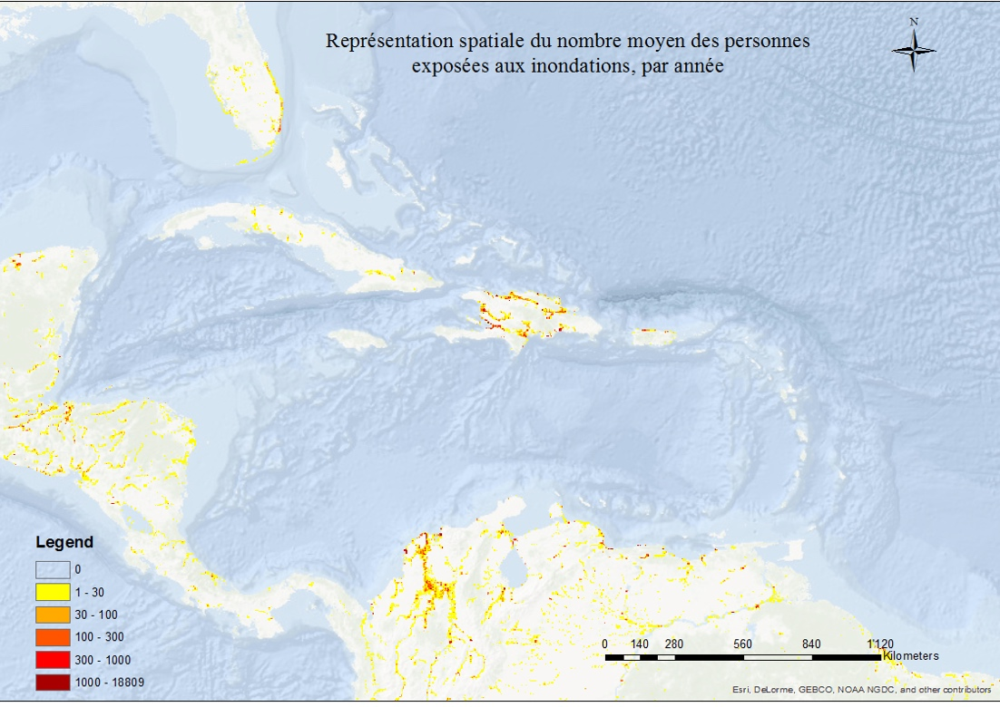 Représentation spatiale du nombre moyen des personnes
exposées aux inondations, par année
N
Legend
0
1 - 30
30 - 100
100 - 300
300 - 1000
1000 - 18809
0 140 280 560 840 1'120
Kilometers
Esri, DeLorme, GEBCO, NOAA NGDC, and other contributors